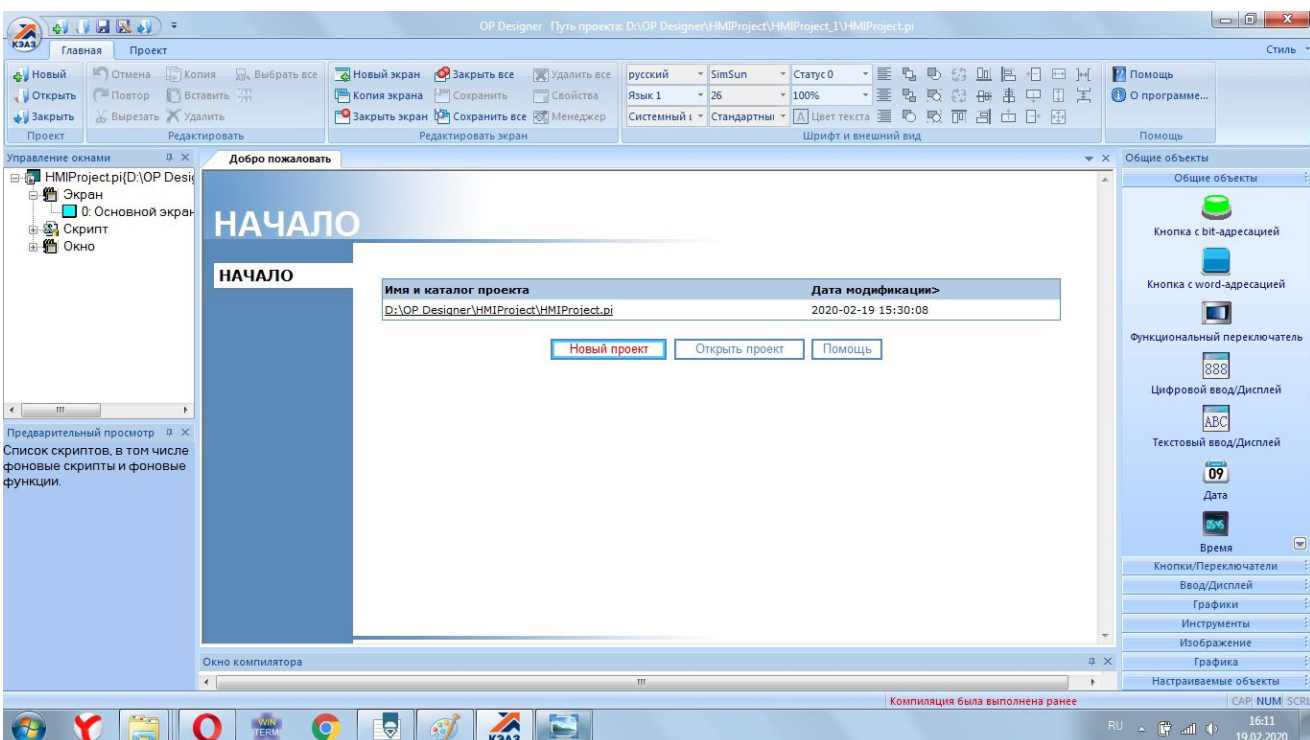 OP Designer Путь проекта: D:\OP Designer\HMIProject\HMIProject_1\HMIProject.pi
КЭАЗ
Главная Проект Стиль
Новый Отмена Копия Выбрать все Новый экран Закрыть все Удалить все русский SimSun Статус 0 Помощь
Открыть Повтор Вставить Копия экрана Сохранить Свойства Язык 1 26 100% О программе...
Закрыть Вырезать Удалить Закрыть экран Сохранить все Менеджер Системный Стандартны A Цвет текста
Проект Редактировать Редактировать экран Шрифт и внешний вид Помощь
Управление окнами
HMIProject.pi{D:\OP Desig
Экран
0: Основной экран
Скрипт
Окно
Предварительный просмотр
Список скриптов, в том числе
фоновые скрипты и фоновые
функции.
Добро пожаловать
НАЧАЛО
НАЧАЛО
Имя и каталог проекта Дата модификации>
D:\OP Designer\HMIProject\HMIProject.pi 2020-02-19 15:30:08
Новый проект Открыть проект Помощь
Окно компилятора
Общие объекты
Общие объекты
Кнопка с bit-адресацией
Кнопка с word-адресацией
Функциональный переключатель
888
Цифровой ввод/Дисплей
ABC
Текстовый ввод/Дисплей
09
Дата
05:45
Время
Кнопки/Переключатели
Ввод/Дисплей
Графики
Инструменты
Изображение
Графика
Настраиваемые объекты
Компиляция была выполнена ранее CAP NUM SCRL
WIN
TERM
КЭАЗ
RU 16:11
19.02.2020